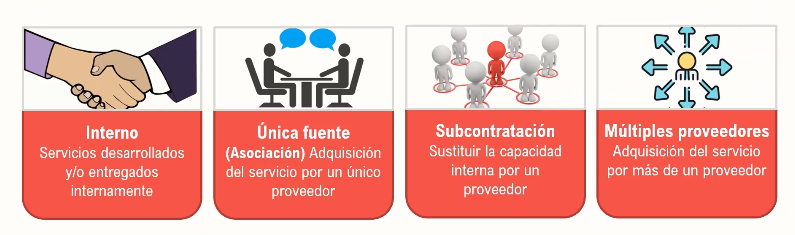 Interno
Servicios desarrollados
y/o entregados
internamente
Única fuente
(Asociación) Adquisición
del servicio por un único
proveedor
Subcontratación
Sustituir la capacidad
interna por un
proveedor
Múltiples proveedores
Adquisición del servicio
por más de un proveedor